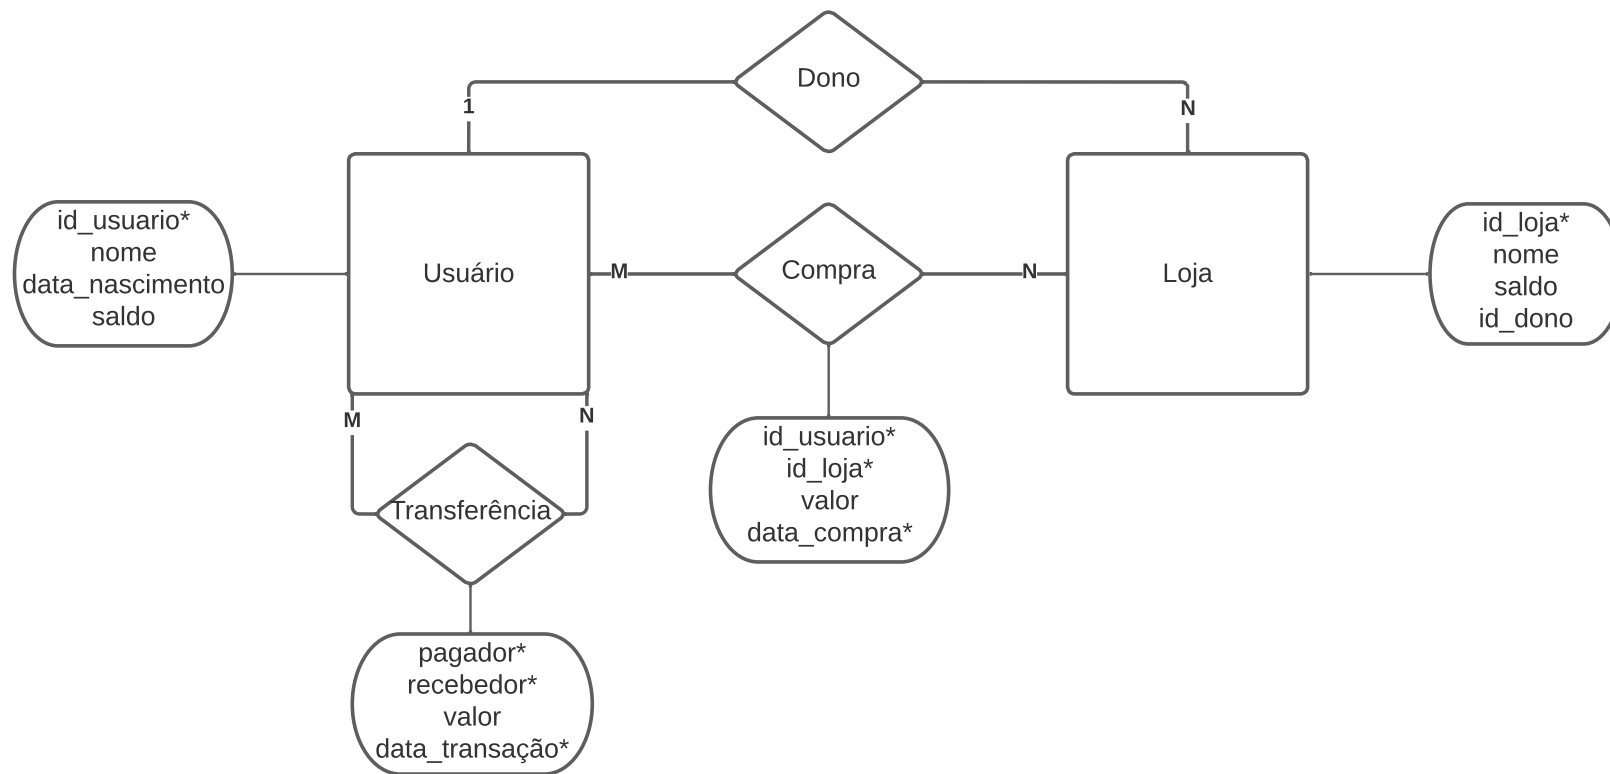 Dono
1
N
id_usuario*
nome
data_nascimento
saldo
Usuário
M
Compra
N
Loja
id_loja*
nome
saldo
id_dono
M
N
Transferência
id_usuario*
id_loja*
valor
data_compra*
pagador*
recebedor*
valor
data_transação*